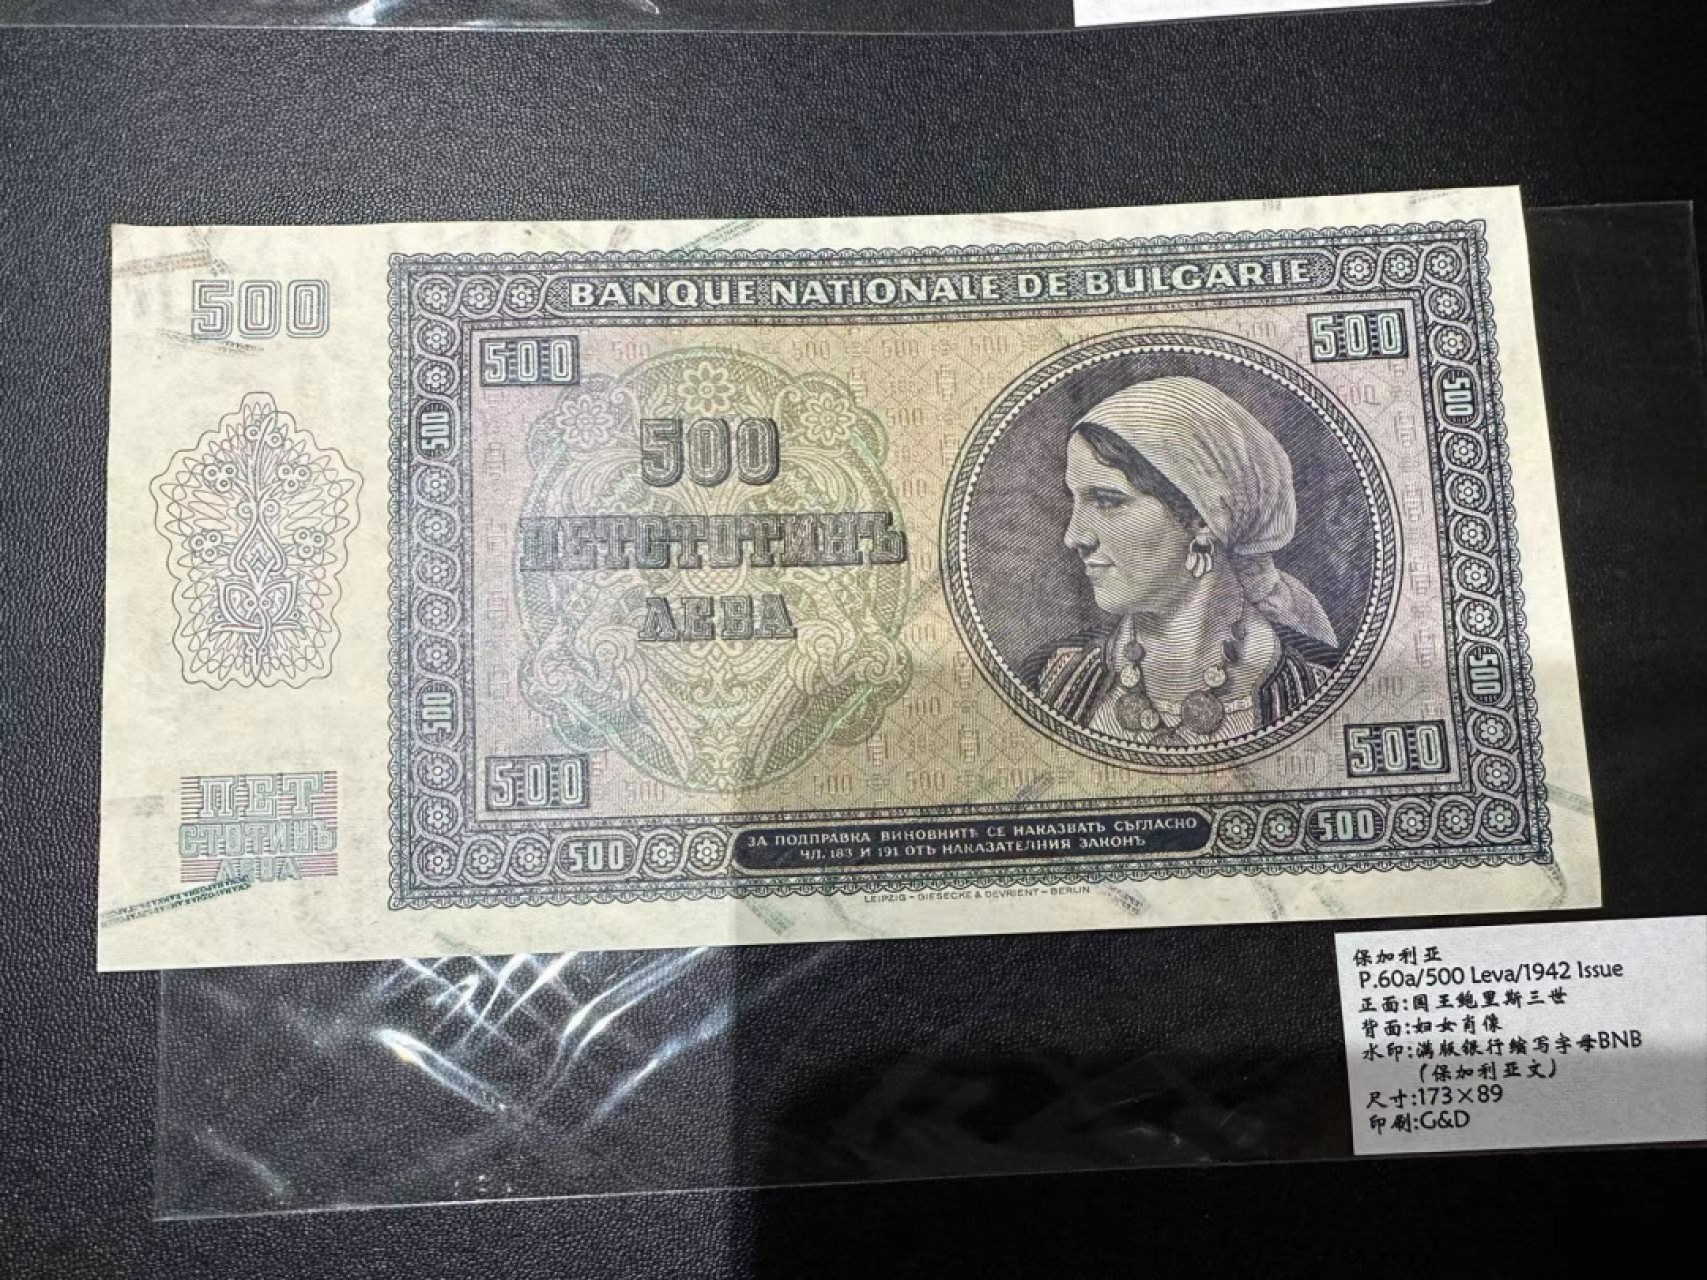 BANQUE NATIONALE DE BULGARIE
500
500
500
500
ПЕТСТОТИНЪ
ЛЕВА
500
500
500
500
500
500
ПЕТ
СТОТИНЪ
ЛЕВА
500
500
500
500
ЗА ПОДПРАВКА ВИНОВНИТѢ СЕ НАКАЗВАТЪ СЪГЛАСНО
ЧЛ. 183 И 191 ОТЪ НАКАЗАТЕЛНИЯ ЗАКОНЪ
LEIPZIG – GIESECKE & DEVRIENT – BERLIN
保加利亚
P.60a/500 Leva/1942 Issue
正面:国王鲍里斯三世
背面:妇女肖像
水印:满版银行缩写字母BNB
(保加利亚文)
尺寸:173×89
印刷:G&D